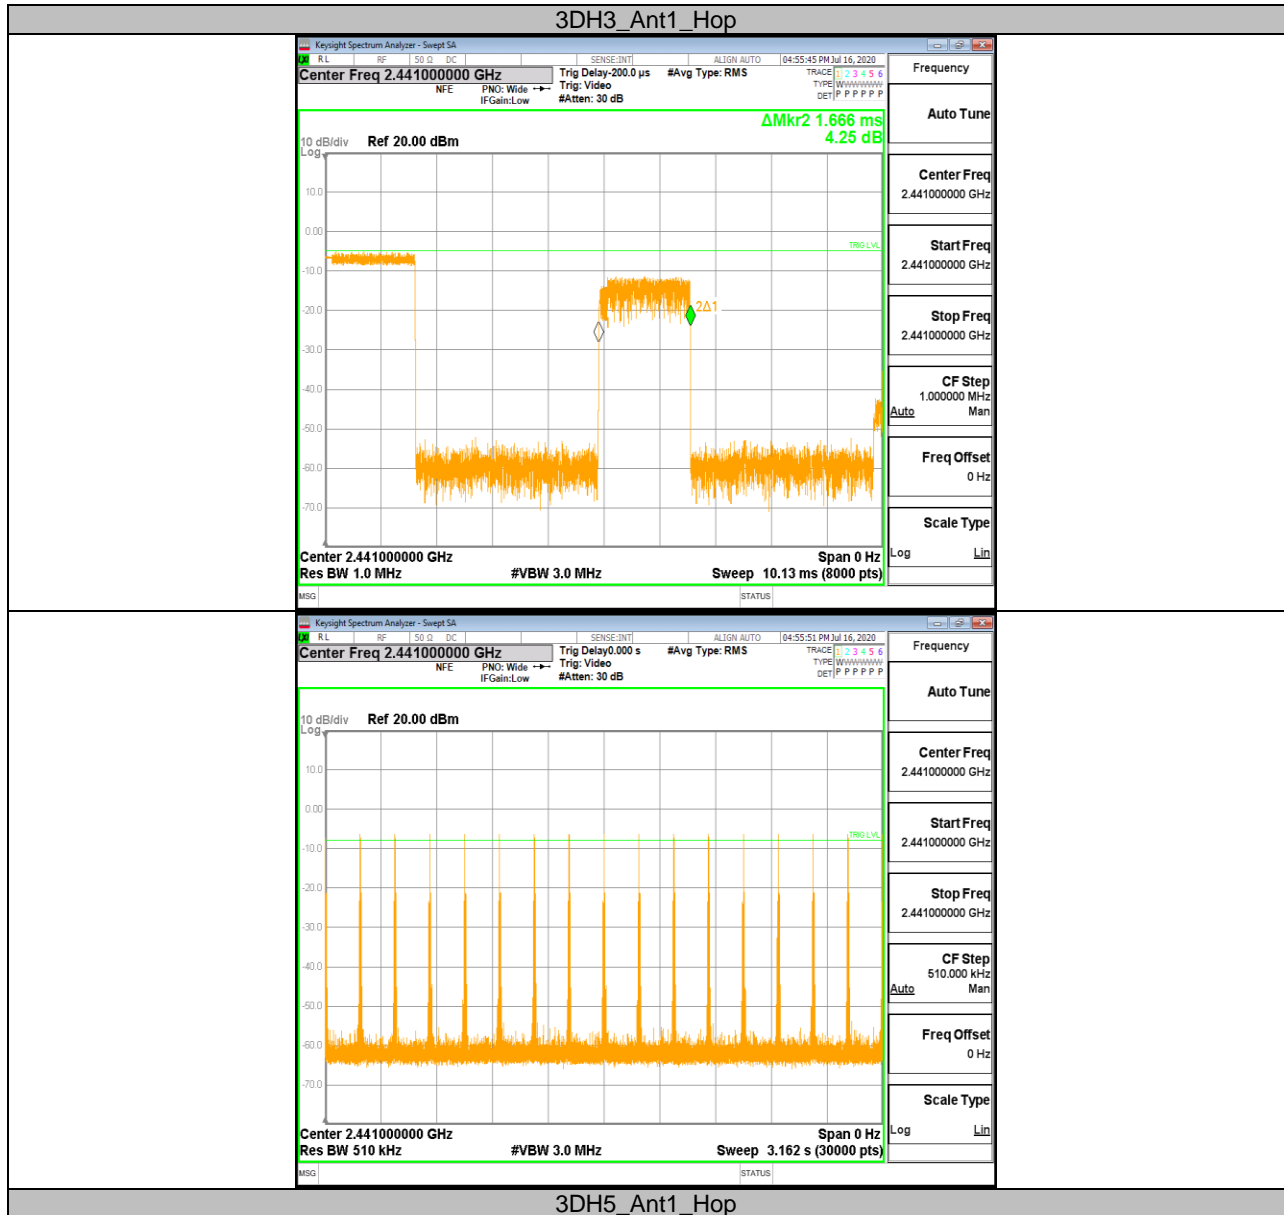 3DH3_Ant1_Hop
Keysight Spectrum Analyzer - Swept SA
RL RF 50 Ω DC SENSE:INT ALIGN AUTO 04:55:45 PM Jul 16, 2020
Center Freq 2.441000000 GHz
NFE PNO: Wide IFGain:Low
Trig Delay-200.0 µs #Avg Type: RMS
Trig: Video
#Atten: 30 dB
TRACE 1 2 3 4 5 6
TYPE WWWWWW
DET P P P P P P
ΔMkr2 1.666 ms
4.25 dB
10 dB/div Ref 20.00 dBm
Log
10.0
0.00
TRIG LVL
-10.0
-20.0
2Δ1
-30.0
-40.0
-50.0
-60.0
-70.0
Center 2.441000000 GHz Span 0 Hz
Res BW 1.0 MHz #VBW 3.0 MHz Sweep 10.13 ms (8000 pts)
MSG STATUS
Frequency
Auto Tune
Center Freq
2.441000000 GHz
Start Freq
2.441000000 GHz
Stop Freq
2.441000000 GHz
CF Step
1.000000 MHz
Auto Man
Freq Offset
0 Hz
Scale Type
Log Lin
Keysight Spectrum Analyzer - Swept SA
RL RF 50 Ω DC SENSE:INT ALIGN AUTO 04:55:51 PM Jul 16, 2020
Center Freq 2.441000000 GHz
NFE PNO: Wide IFGain:Low
Trig Delay0.000 s #Avg Type: RMS
Trig: Video
#Atten: 30 dB
TRACE 1 2 3 4 5 6
TYPE WWWWWW
DET P P P P P P
10 dB/div Ref 20.00 dBm
Log
10.0
0.00
TRIG LVL
-10.0
-20.0
-30.0
-40.0
-50.0
-60.0
-70.0
Center 2.441000000 GHz Span 0 Hz
Res BW 510 kHz #VBW 3.0 MHz Sweep 3.162 s (30000 pts)
MSG STATUS
Frequency
Auto Tune
Center Freq
2.441000000 GHz
Start Freq
2.441000000 GHz
Stop Freq
2.441000000 GHz
CF Step
510.000 kHz
Auto Man
Freq Offset
0 Hz
Scale Type
Log Lin
3DH5_Ant1_Hop